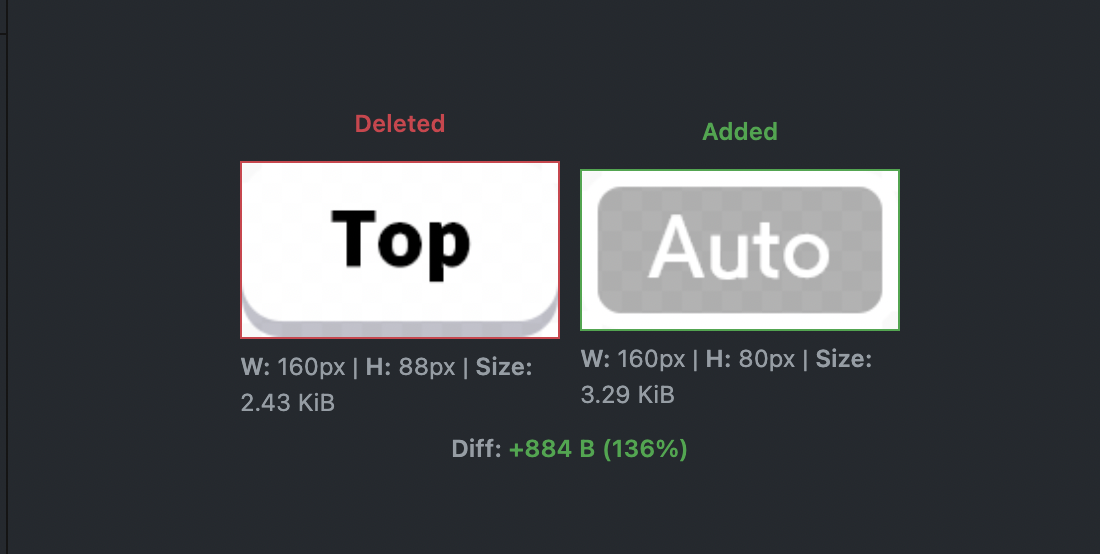 Deleted
Top
W: 160px | H: 88px | Size:
2.43 KiB
Added
Auto
W: 160px | H: 80px | Size:
3.29 KiB
Diff: +884 B (136%)